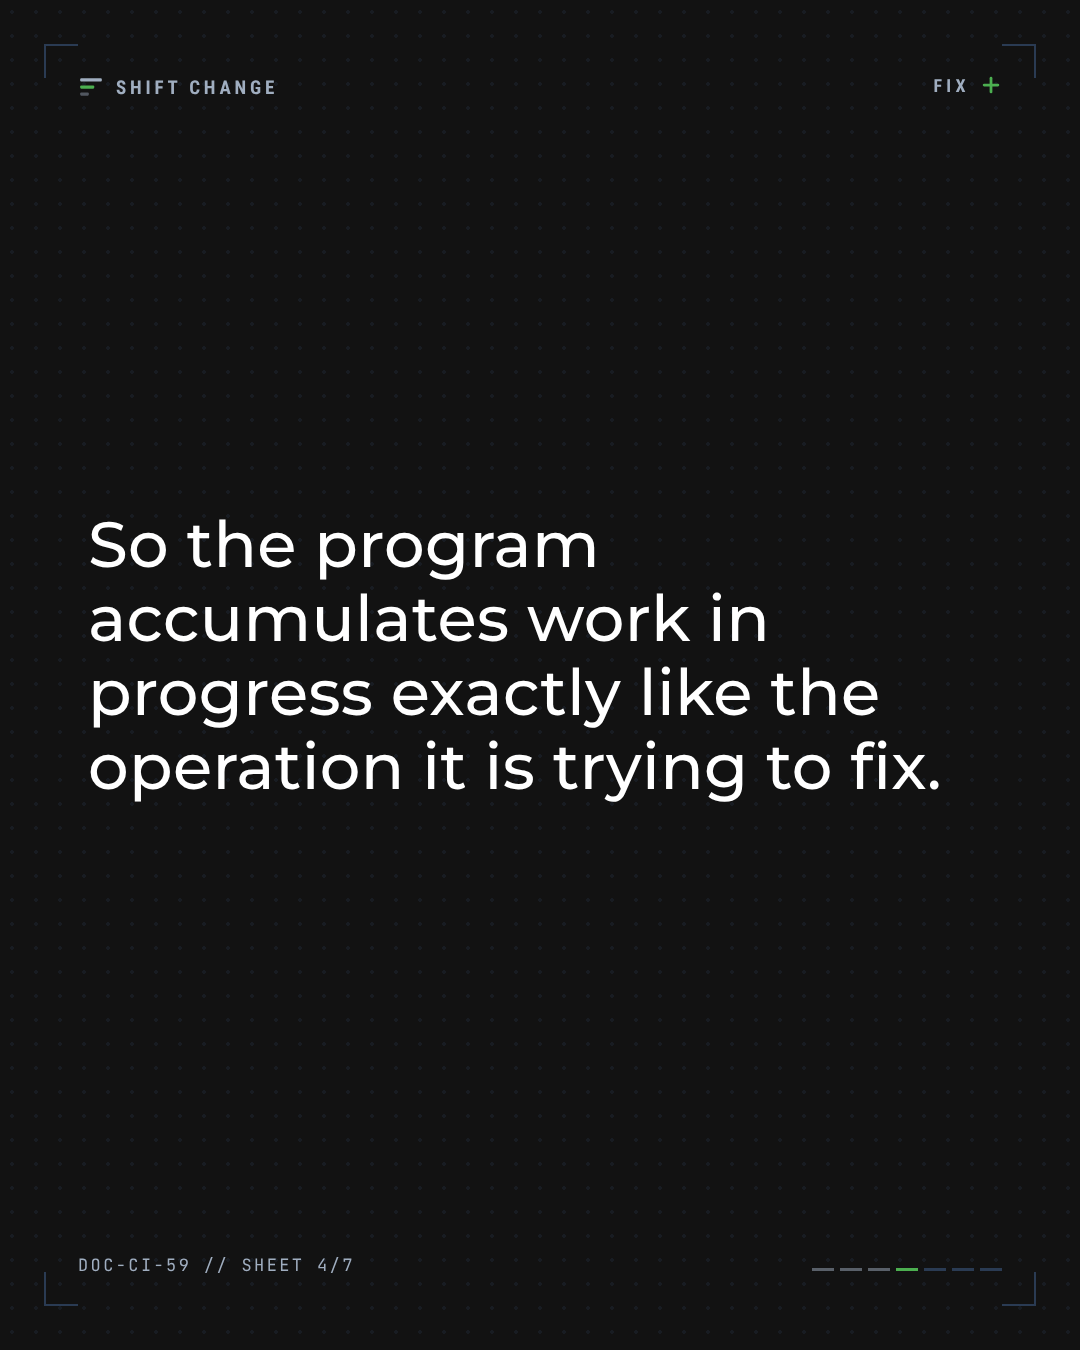 SHIFT CHANGE
FIX
So the program
accumulates work in
progress exactly like the
operation it is trying to fix.
DOC-CI-59 // SHEET 4/7